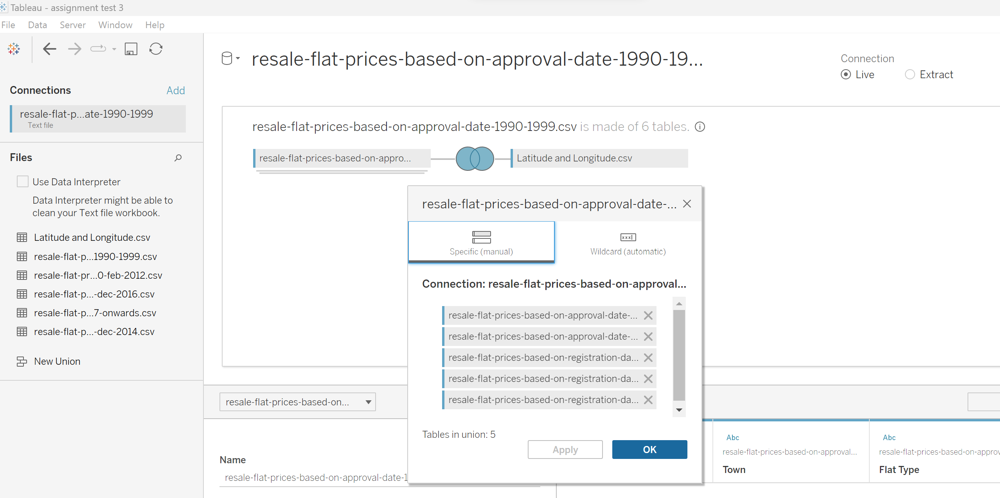 Tableau - assignment test 3
File Data Server Window Help
Connections Add
resale-flat-p...ate-1990-1999
Text file
Files
Use Data Interpreter
Data Interpreter might be able to
clean your Text file workbook.
Latitude and Longitude.csv
resale-flat-p...1990-1999.csv
resale-flat-pr...0-feb-2012.csv
resale-flat-p...-dec-2016.csv
resale-flat-p...7-onwards.csv
resale-flat-p...-dec-2014.csv
New Union
resale-flat-prices-based-on-approval-date-1990-19...
Connection
Live Extract
resale-flat-prices-based-on-approval-date-1990-1999.csv is made of 6 tables.
resale-flat-prices-based-on-appro...
Latitude and Longitude.csv
resale-flat-prices-based-on-approval-date-...
Specific (manual)
xxx
Wildcard (automatic)
Connection: resale-flat-prices-based-on-approval...
resale-flat-prices-based-on-approval-date-...
resale-flat-prices-based-on-approval-date-...
resale-flat-prices-based-on-registration-da...
resale-flat-prices-based-on-registration-da...
resale-flat-prices-based-on-registration-da...
Tables in union: 5
Apply OK
resale-flat-prices-based-on...
Name
resale-flat-prices-based-on-approval-date-1
Abc
resale-flat-prices-based-on-approval...
Town
Abc
resale-flat-prices-based-on-approv
Flat Type